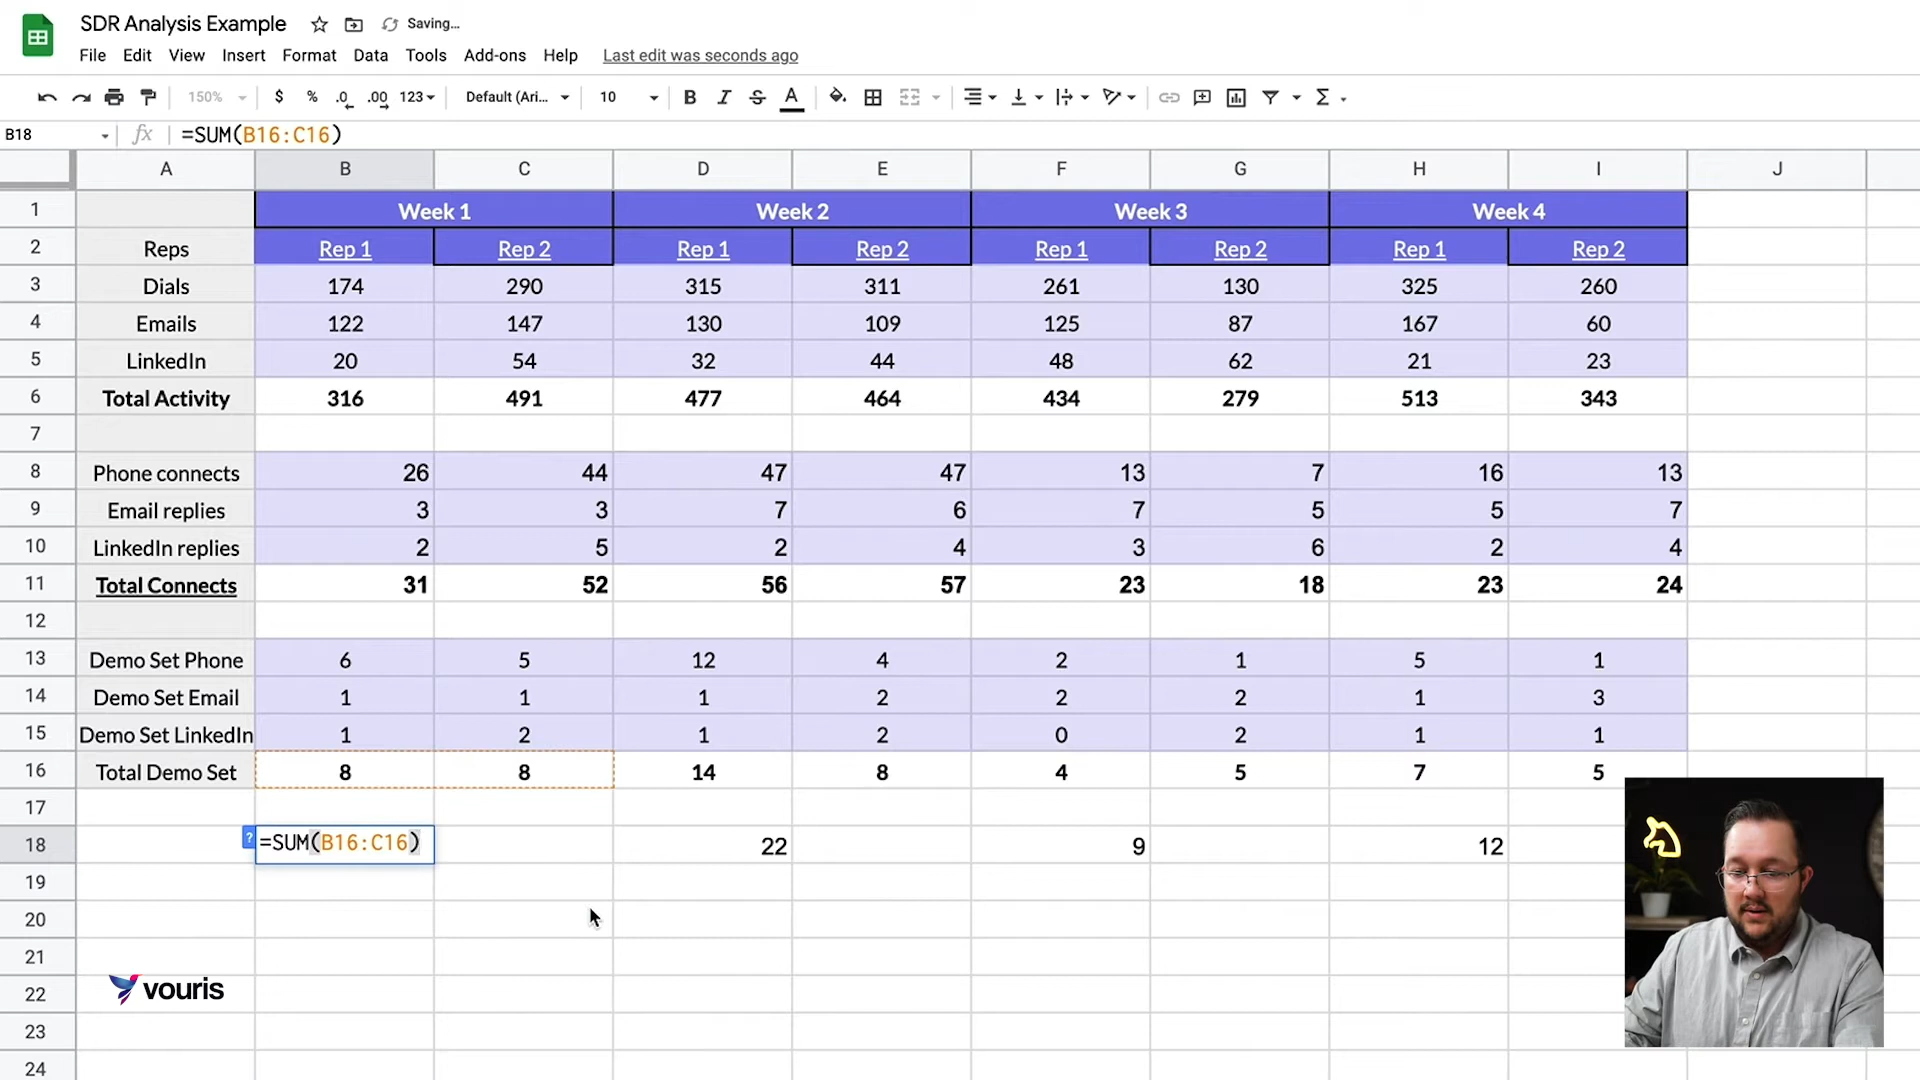 SDR Analysis Example Saving...
File Edit View Insert Format Data Tools Add-ons Help Last edit was seconds ago
150% $ % .0 .00 123 Default (Ari... 10 B I S A Σ
B18 fx =SUM(B16:C16)
A B C D E F G H I J
1 Week 1 Week 2 Week 3 Week 4
2 Reps Rep 1 Rep 2 Rep 1 Rep 2 Rep 1 Rep 2 Rep 1 Rep 2
3 Dials 174 290 315 311 261 130 325 260
4 Emails 122 147 130 109 125 87 167 60
5 LinkedIn 20 54 32 44 48 62 21 23
6 Total Activity 316 491 477 464 434 279 513 343
7
8 Phone connects 26 44 47 47 13 7 16 13
9 Email replies 3 3 7 6 7 5 5 7
10 LinkedIn replies 2 5 2 4 3 6 2 4
11 Total Connects 31 52 56 57 23 18 23 24
12
13 Demo Set Phone 6 5 12 4 2 1 5 1
14 Demo Set Email 1 1 1 2 2 2 1 3
15 Demo Set LinkedIn 1 2 1 2 0 2 1 1
16 Total Demo Set 8 8 14 8 4 5 7 5
17
18 ? =SUM(B16:C16) 22 9 12
19
20
21
22 vouris
23
24